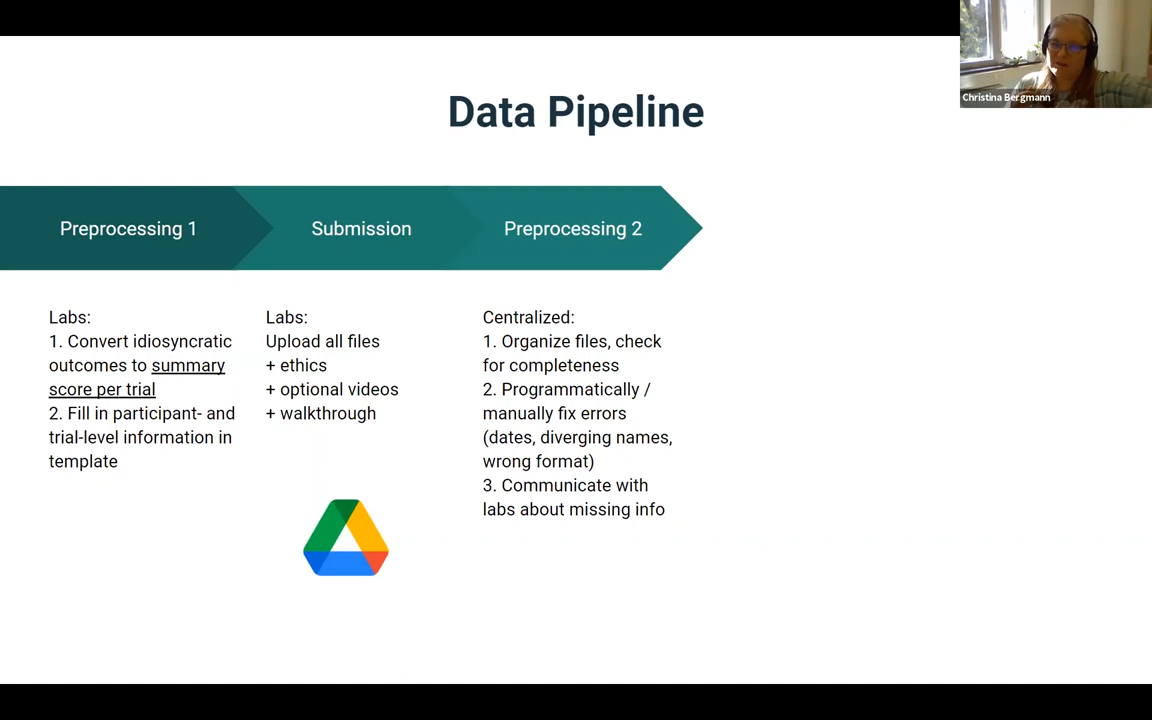 Christina Bergmann
Data Pipeline
Preprocessing 1
Submission
Preprocessing 2
Labs:
1. Convert idiosyncratic
outcomes to summary
score per trial
2. Fill in participant- and
trial-level information in
template
Labs:
Upload all files
+ ethics
+ optional videos
+ walkthrough
Centralized:
1. Organize files, check
for completeness
2. Programmatically /
manually fix errors
(dates, diverging names,
wrong format)
3. Communicate with
labs about missing info